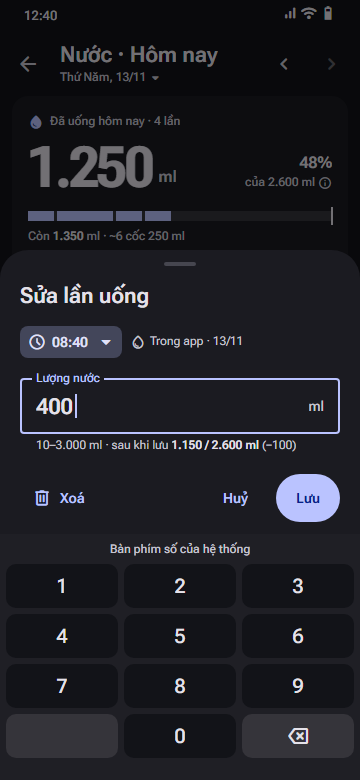 12:40
Nước · Hôm nay
Thứ Năm, 13/11
Đã uống hôm nay · 4 lần
1.250 ml
48%
của 2.600 ml
Còn 1.350 ml · ~6 cốc 250 ml
Sửa lần uống
08:40
Trong app · 13/11
Lượng nước
400 ml
10–3.000 ml · sau khi lưu 1.150 / 2.600 ml (−100)
Xoá
Huỷ
Lưu
Bàn phím số của hệ thống
1 2 3
4 5 6
7 8 9
0